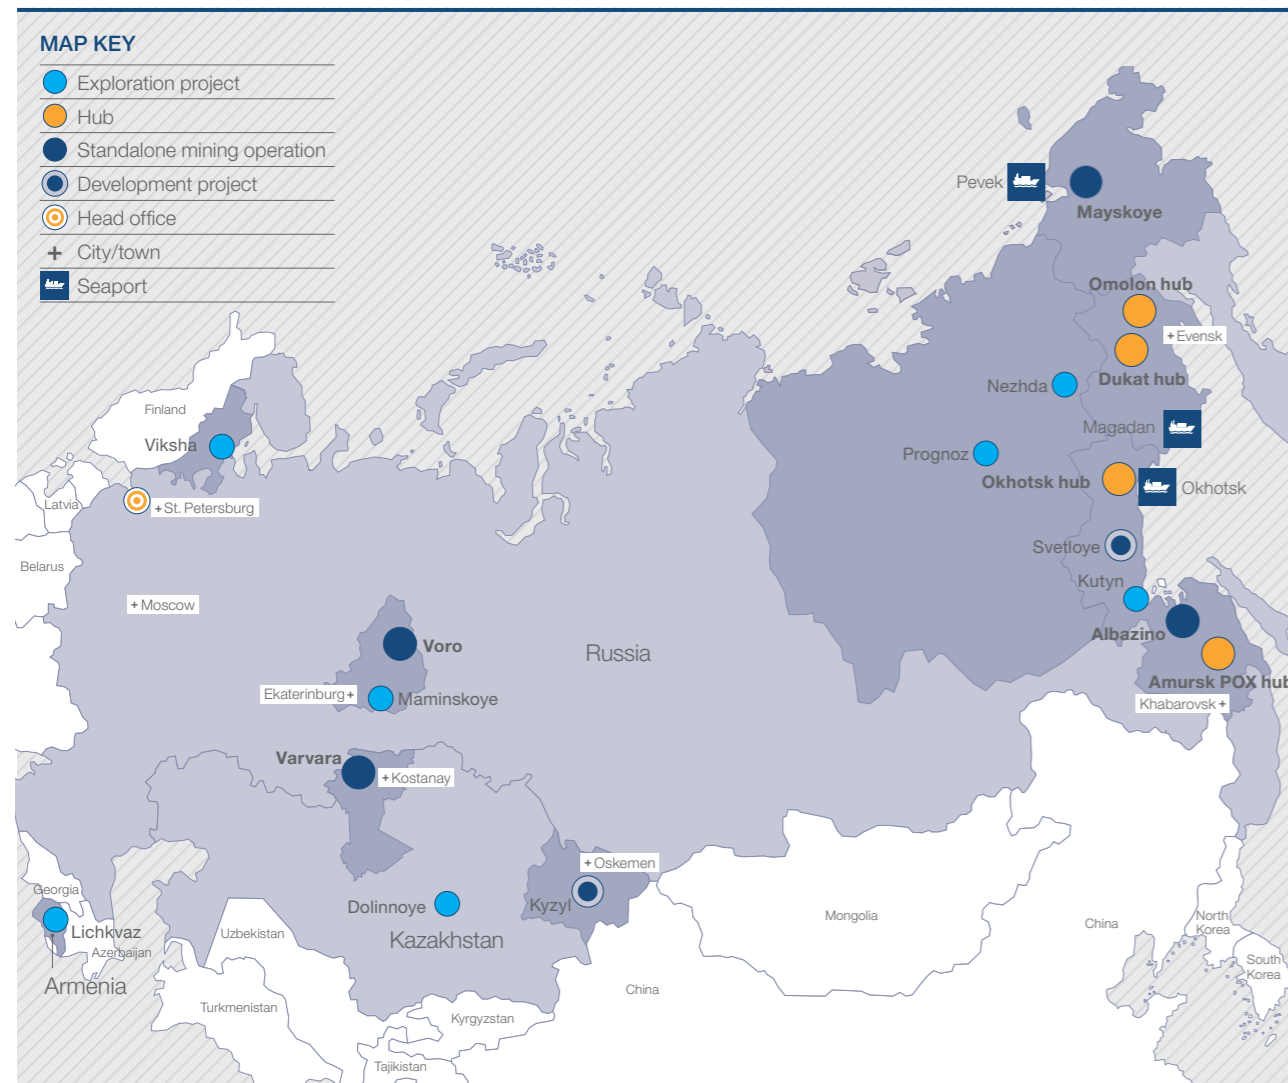 MAP KEY
Exploration project
Hub
Standalone mining operation
Development project
Head office
+ City/town
Seaport
Pevek
Mayskoye
Omolon hub
+ Evensk
Dukat hub
Nezhda
Magadan
Finland
Viksha
Prognoz
Okhotsk hub
Okhotsk
Latvia
+ St. Petersburg
Svetloye
Belarus
Kutyn
+ Moscow
Albazino
Voro
Russia
Amursk POX hub
Ekaterinburg +
Maminskoye
Khabarovsk +
Varvara
+ Kostanay
+ Oskemen
Georgia
Dolinnoye
Kyzyl
Mongolia
China
North
Korea
Lichkvaz
Uzbekistan
Kazakhstan
Azerbaijan
South
Korea
Armenia
China
Turkmenistan
Kyrgyzstan
Tajikistan